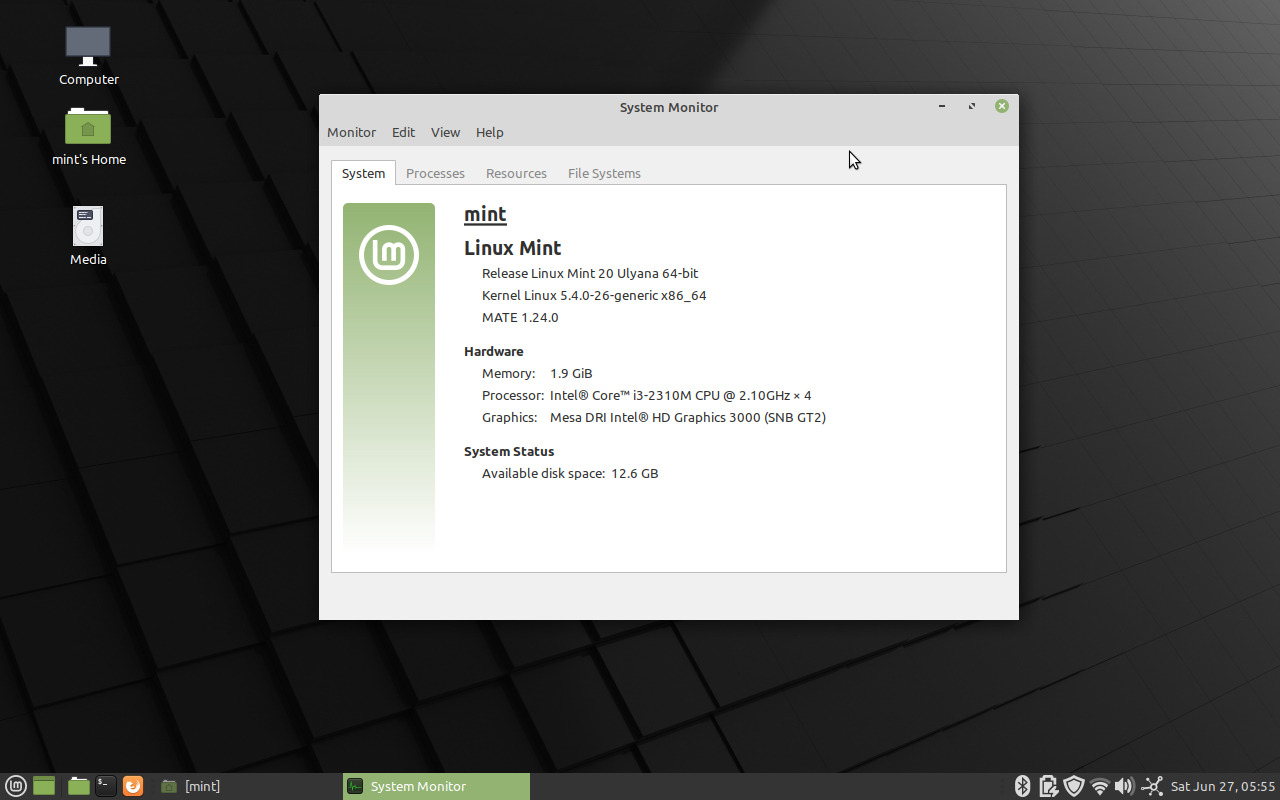 Computer
mint's Home
Media
System Monitor
Monitor Edit View Help
System Processes Resources File Systems
mint
Linux Mint
Release Linux Mint 20 Ulyana 64-bit
Kernel Linux 5.4.0-26-generic x86_64
MATE 1.24.0
Hardware
Memory: 1.9 GiB
Processor: Intel® Core™ i3-2310M CPU @ 2.10GHz × 4
Graphics: Mesa DRI Intel® HD Graphics 3000 (SNB GT2)
System Status
Available disk space: 12.6 GB
[mint] System Monitor Sat Jun 27, 05:55